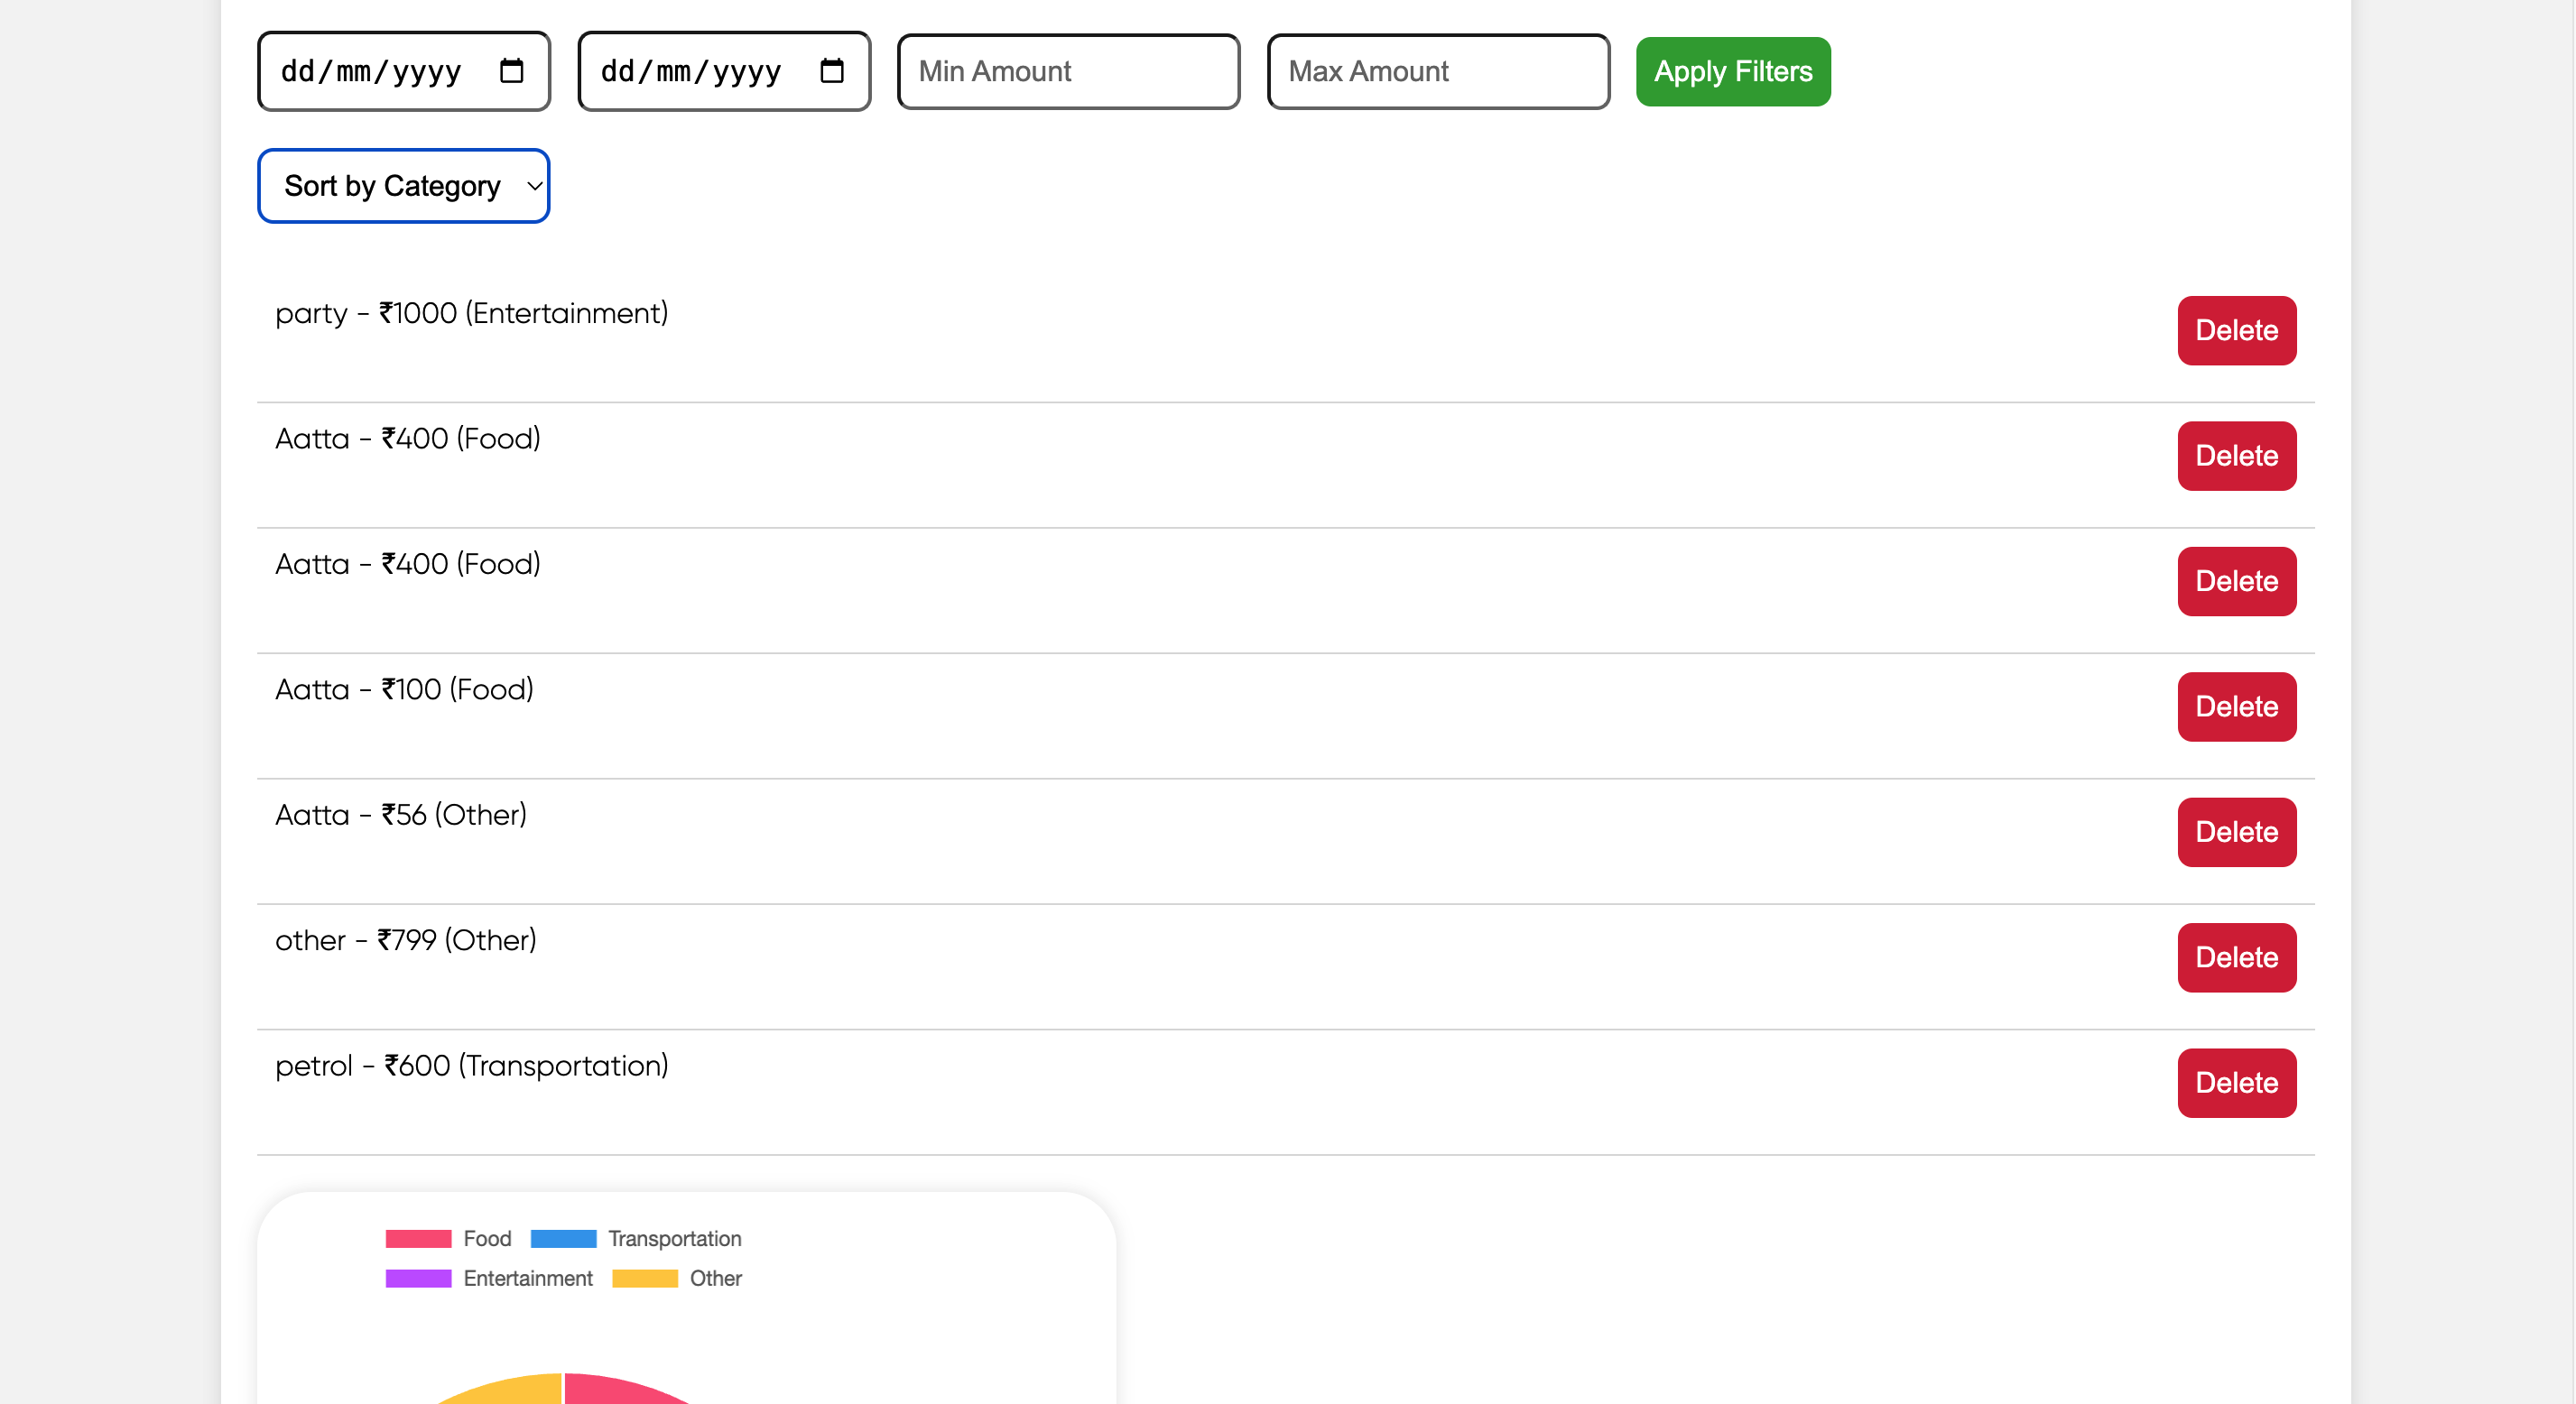 dd/mm/yyyy dd/mm/yyyy Min Amount Max Amount Apply Filters
Sort by Category
party - ₹1000 (Entertainment) Delete
Aatta - ₹400 (Food) Delete
Aatta - ₹400 (Food) Delete
Aatta - ₹100 (Food) Delete
Aatta - ₹56 (Other) Delete
other - ₹799 (Other) Delete
petrol - ₹600 (Transportation) Delete
Food Transportation
Entertainment Other